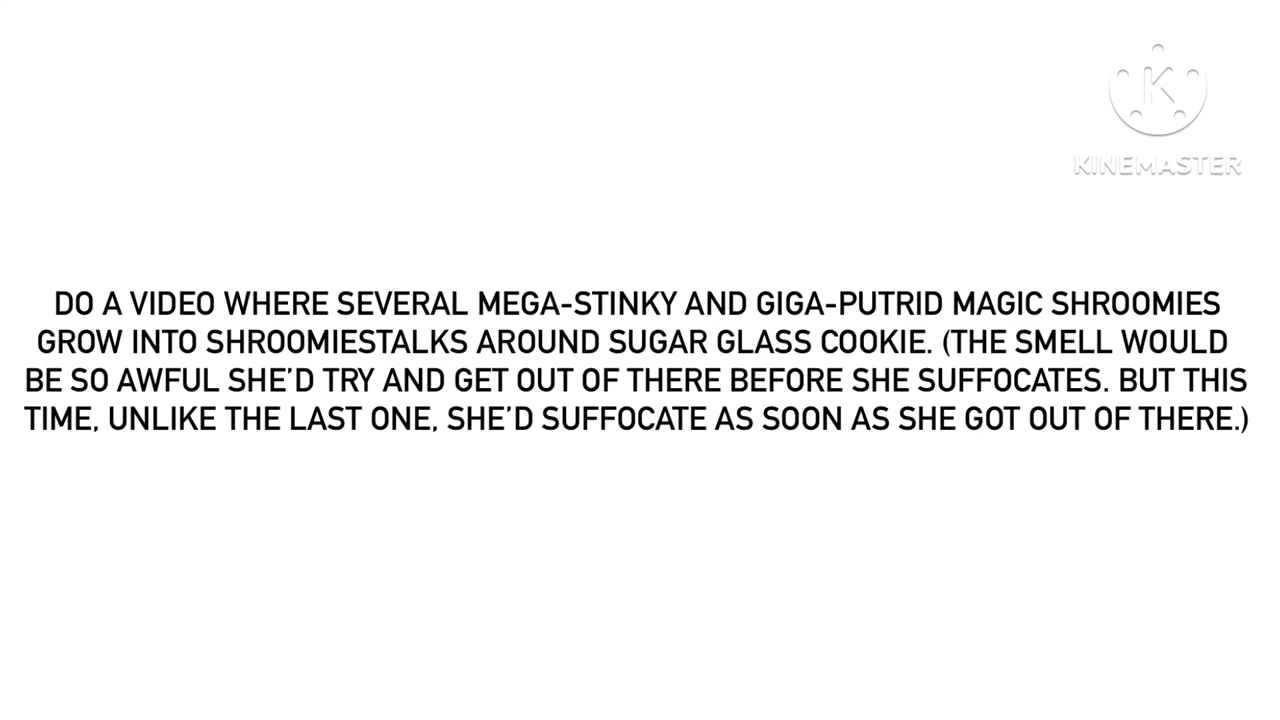 KINEMASTER
DO A VIDEO WHERE SEVERAL MEGA-STINKY AND GIGA-PUTRID MAGIC SHROOMIES
GROW INTO SHROOMIESTALKS AROUND SUGAR GLASS COOKIE. (THE SMELL WOULD
BE SO AWFUL SHE’D TRY AND GET OUT OF THERE BEFORE SHE SUFFOCATES. BUT THIS
TIME, UNLIKE THE LAST ONE, SHE’D SUFFOCATE AS SOON AS SHE GOT OUT OF THERE.)